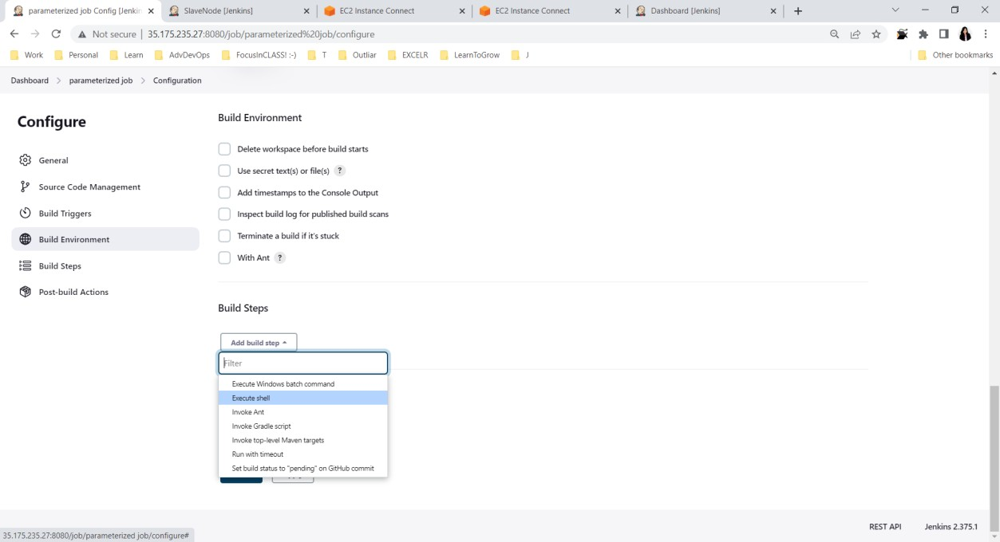 parameterized job Config [Jenkin
SlaveNode [Jenkins]
EC2 Instance Connect
EC2 Instance Connect
Dashboard [Jenkins]
Not secure | 35.175.235.27:8080/job/parameterized%20job/configure
Work
Personal
Learn
AdvDevOps
FocusInCLASS! :-)
T
Outliar
EXCELR
LearnToGrow
J
Other bookmarks
Dashboard > parameterized job > Configuration
Configure
General
Source Code Management
Build Triggers
Build Environment
Build Steps
Post-build Actions
Build Environment
Delete workspace before build starts
Use secret text(s) or file(s) ?
Add timestamps to the Console Output
Inspect build log for published build scans
Terminate a build if it's stuck
With Ant ?
Build Steps
Add build step
Filter
Execute Windows batch command
Execute shell
Invoke Ant
Invoke Gradle script
Invoke top-level Maven targets
Run with timeout
Set build status to "pending" on GitHub commit
REST API
Jenkins 2.375.1
35.175.235.27:8080/job/parameterized job/configure#